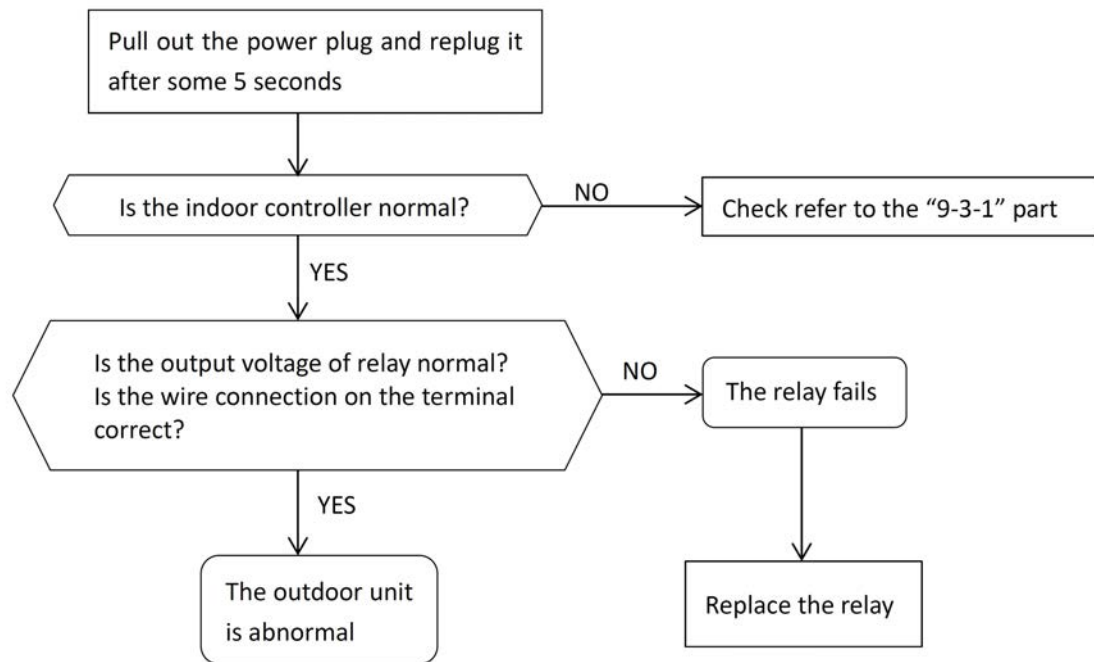 Pull out the power plug and replug it
after some 5 seconds
Is the indoor controller normal?
NO
Check refer to the “9-3-1” part
YES
Is the output voltage of relay normal?
Is the wire connection on the terminal
correct?
NO
The relay fails
YES
The outdoor unit
is abnormal
Replace the relay